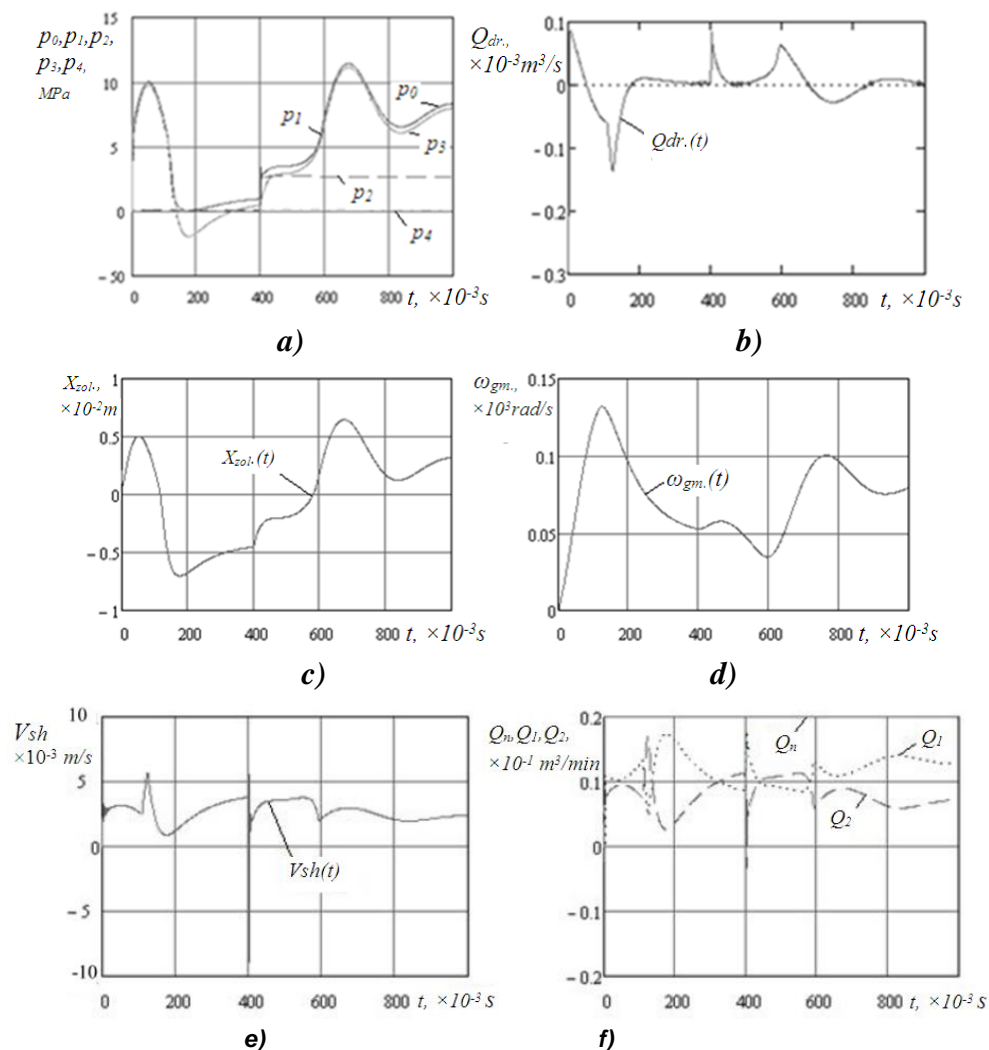 p0,p1,p2,
p3,p4,
MPa
15
10
5
0
– 50
p1
p0
p3
p2
p4
0 200 400 600 800 t, ×10-3s
a)
Qdr.,
×10-3m3/s
0.1
0
– 0.1
– 0.2
– 0.3
Qdr.(t)
0 200 400 600 800 t, ×10-3s
b)
Xzol.,
×10-2m
1
0.5
0
– 0.5
– 1
Xzol.(t)
0 200 400 600 800 t, ×10-3s
c)
ωgm.,
×103rad/s
0.15
0.1
0.05
0
ωgm.(t)
0 200 400 600 800 t, ×10-3s
d)
Vsh
×10-3 m/s
10
5
0
– 5
-10
Vsh(t)
0 200 400 600 800 t, ×10-3 s
e)
Qn,Q1,Q2,
×10-1 m3/min
0.2
0.1
0
– 0.1
– 0.2
Qn
Q1
Q2
0 200 400 600 800 t, ×10-3 s
f)